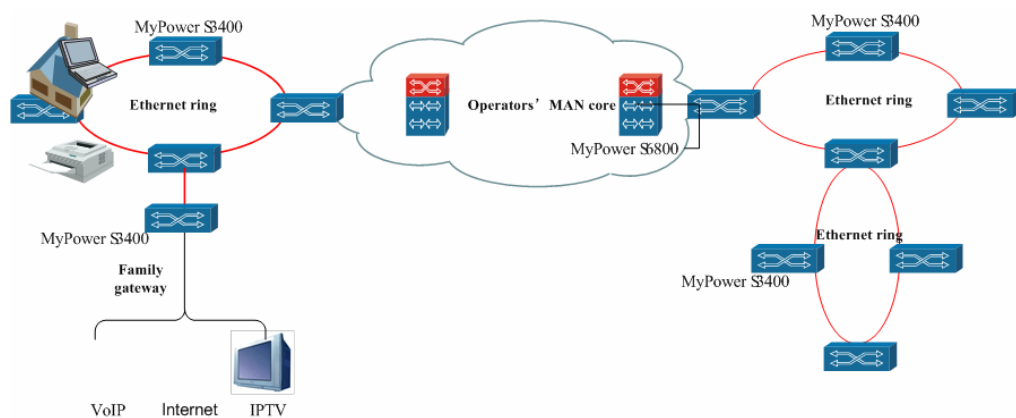 MyPower S3400
MyPower S3400
Ethernet ring
Operators’ MAN core
Ethernet ring
MyPower S6800
MyPower S3400
Ethernet ring
Family
gateway
MyPower S3400
VoIP
Internet
IPTV